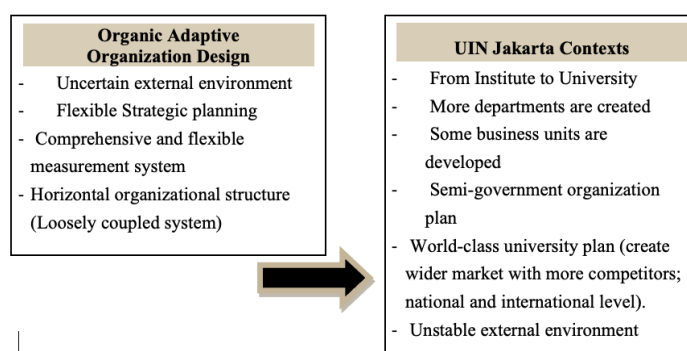 Organic Adaptive
Organization Design
- Uncertain external environment
- Flexible Strategic planning
- Comprehensive and flexible
measurement system
- Horizontal organizational structure
(Loosely coupled system)
UIN Jakarta Contexts
- From Institute to University
- More departments are created
- Some business units are
developed
- Semi-government organization
plan
- World-class university plan (create
wider market with more competitors;
national and international level).
- Unstable external environment